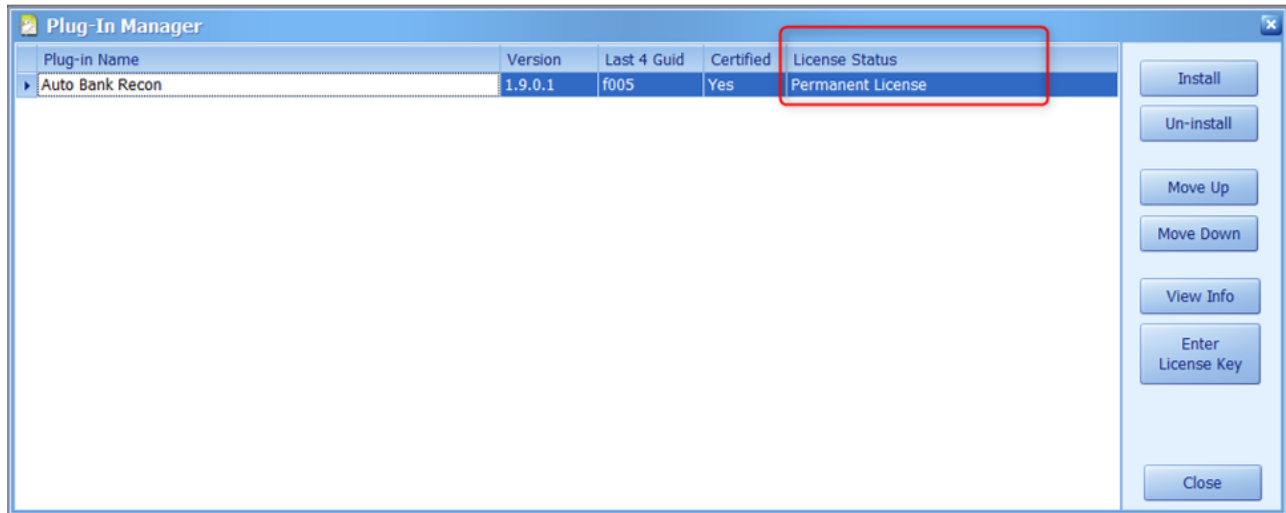 Plug-In Manager
Plug-in Name Version Last 4 Guid Certified License Status
Auto Bank Recon 1.9.0.1 f005 Yes Permanent License
Install
Un-install
Move Up
Move Down
View Info
Enter
License Key
Close